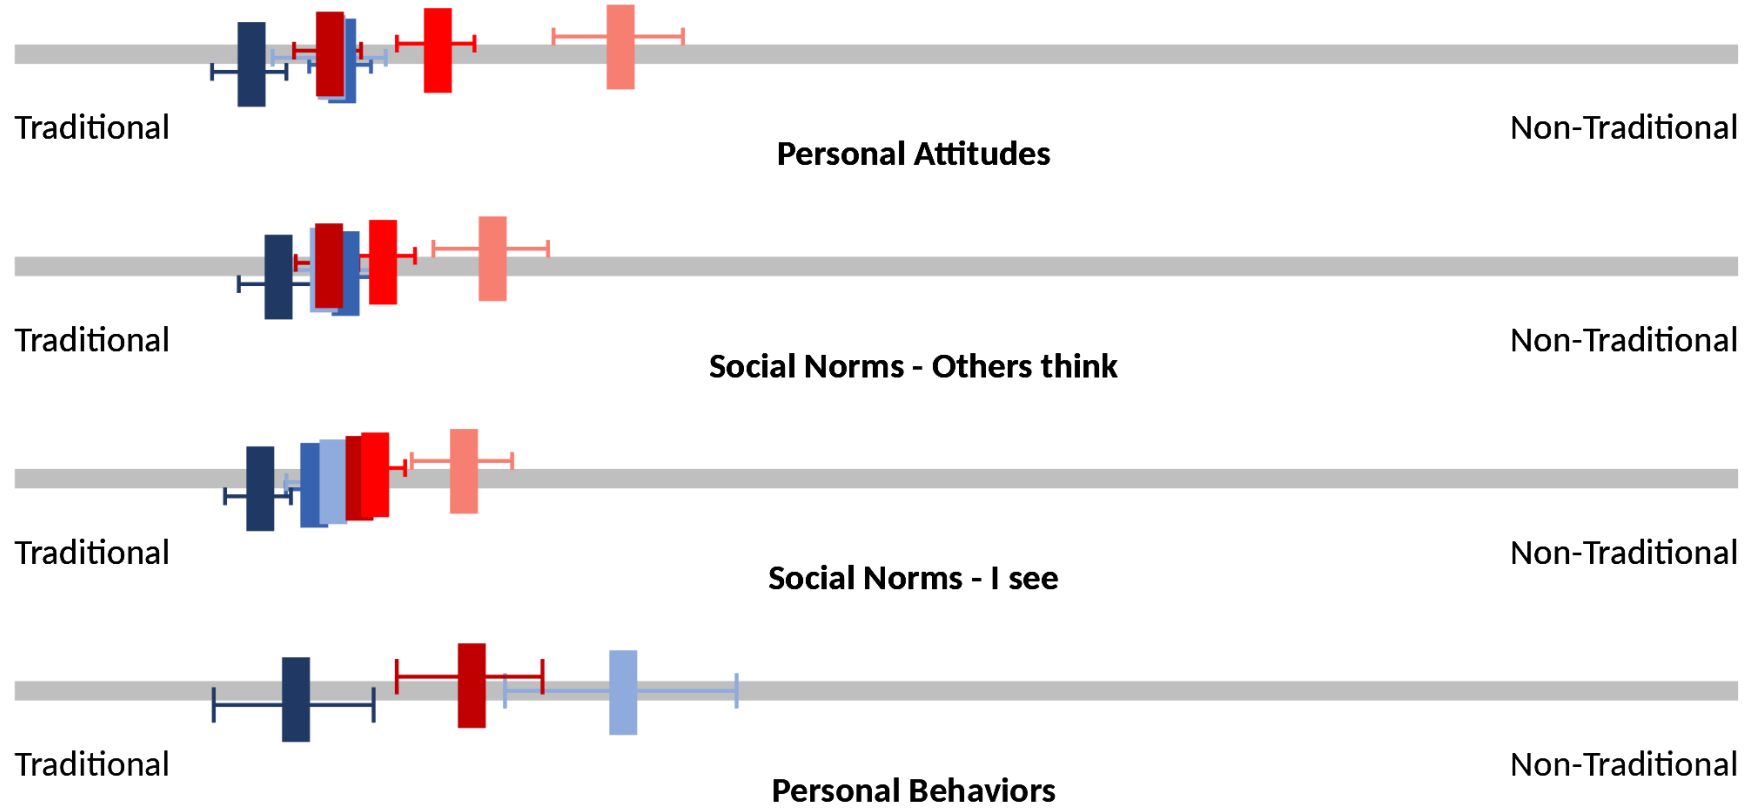 Traditional Non-Traditional
Personal Attitudes
Traditional Non-Traditional
Social Norms - Others think
Traditional Non-Traditional
Social Norms - I see
Traditional Non-Traditional
Personal Behaviors